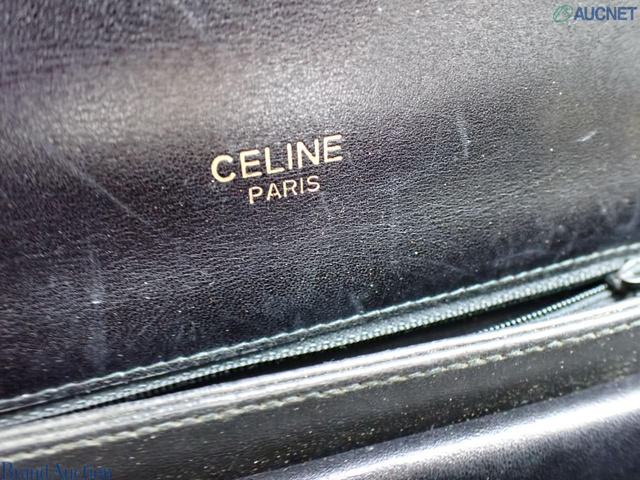 AUCNET
CELINE
PARIS
Brand Auction